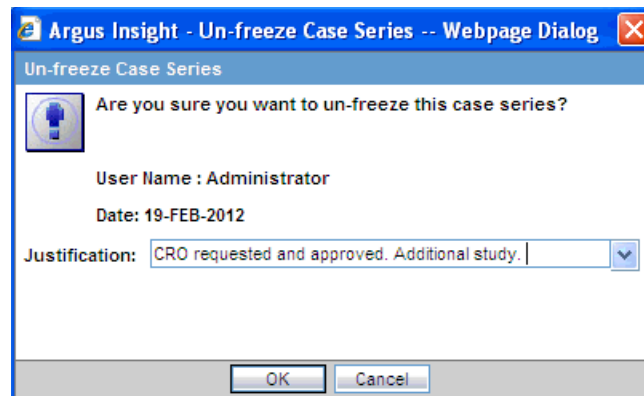 Argus Insight - Un-freeze Case Series -- Webpage Dialog
Un-freeze Case Series
Are you sure you want to un-freeze this case series?
User Name : Administrator
Date: 19-FEB-2012
Justification: CRO requested and approved. Additional study.
OK Cancel